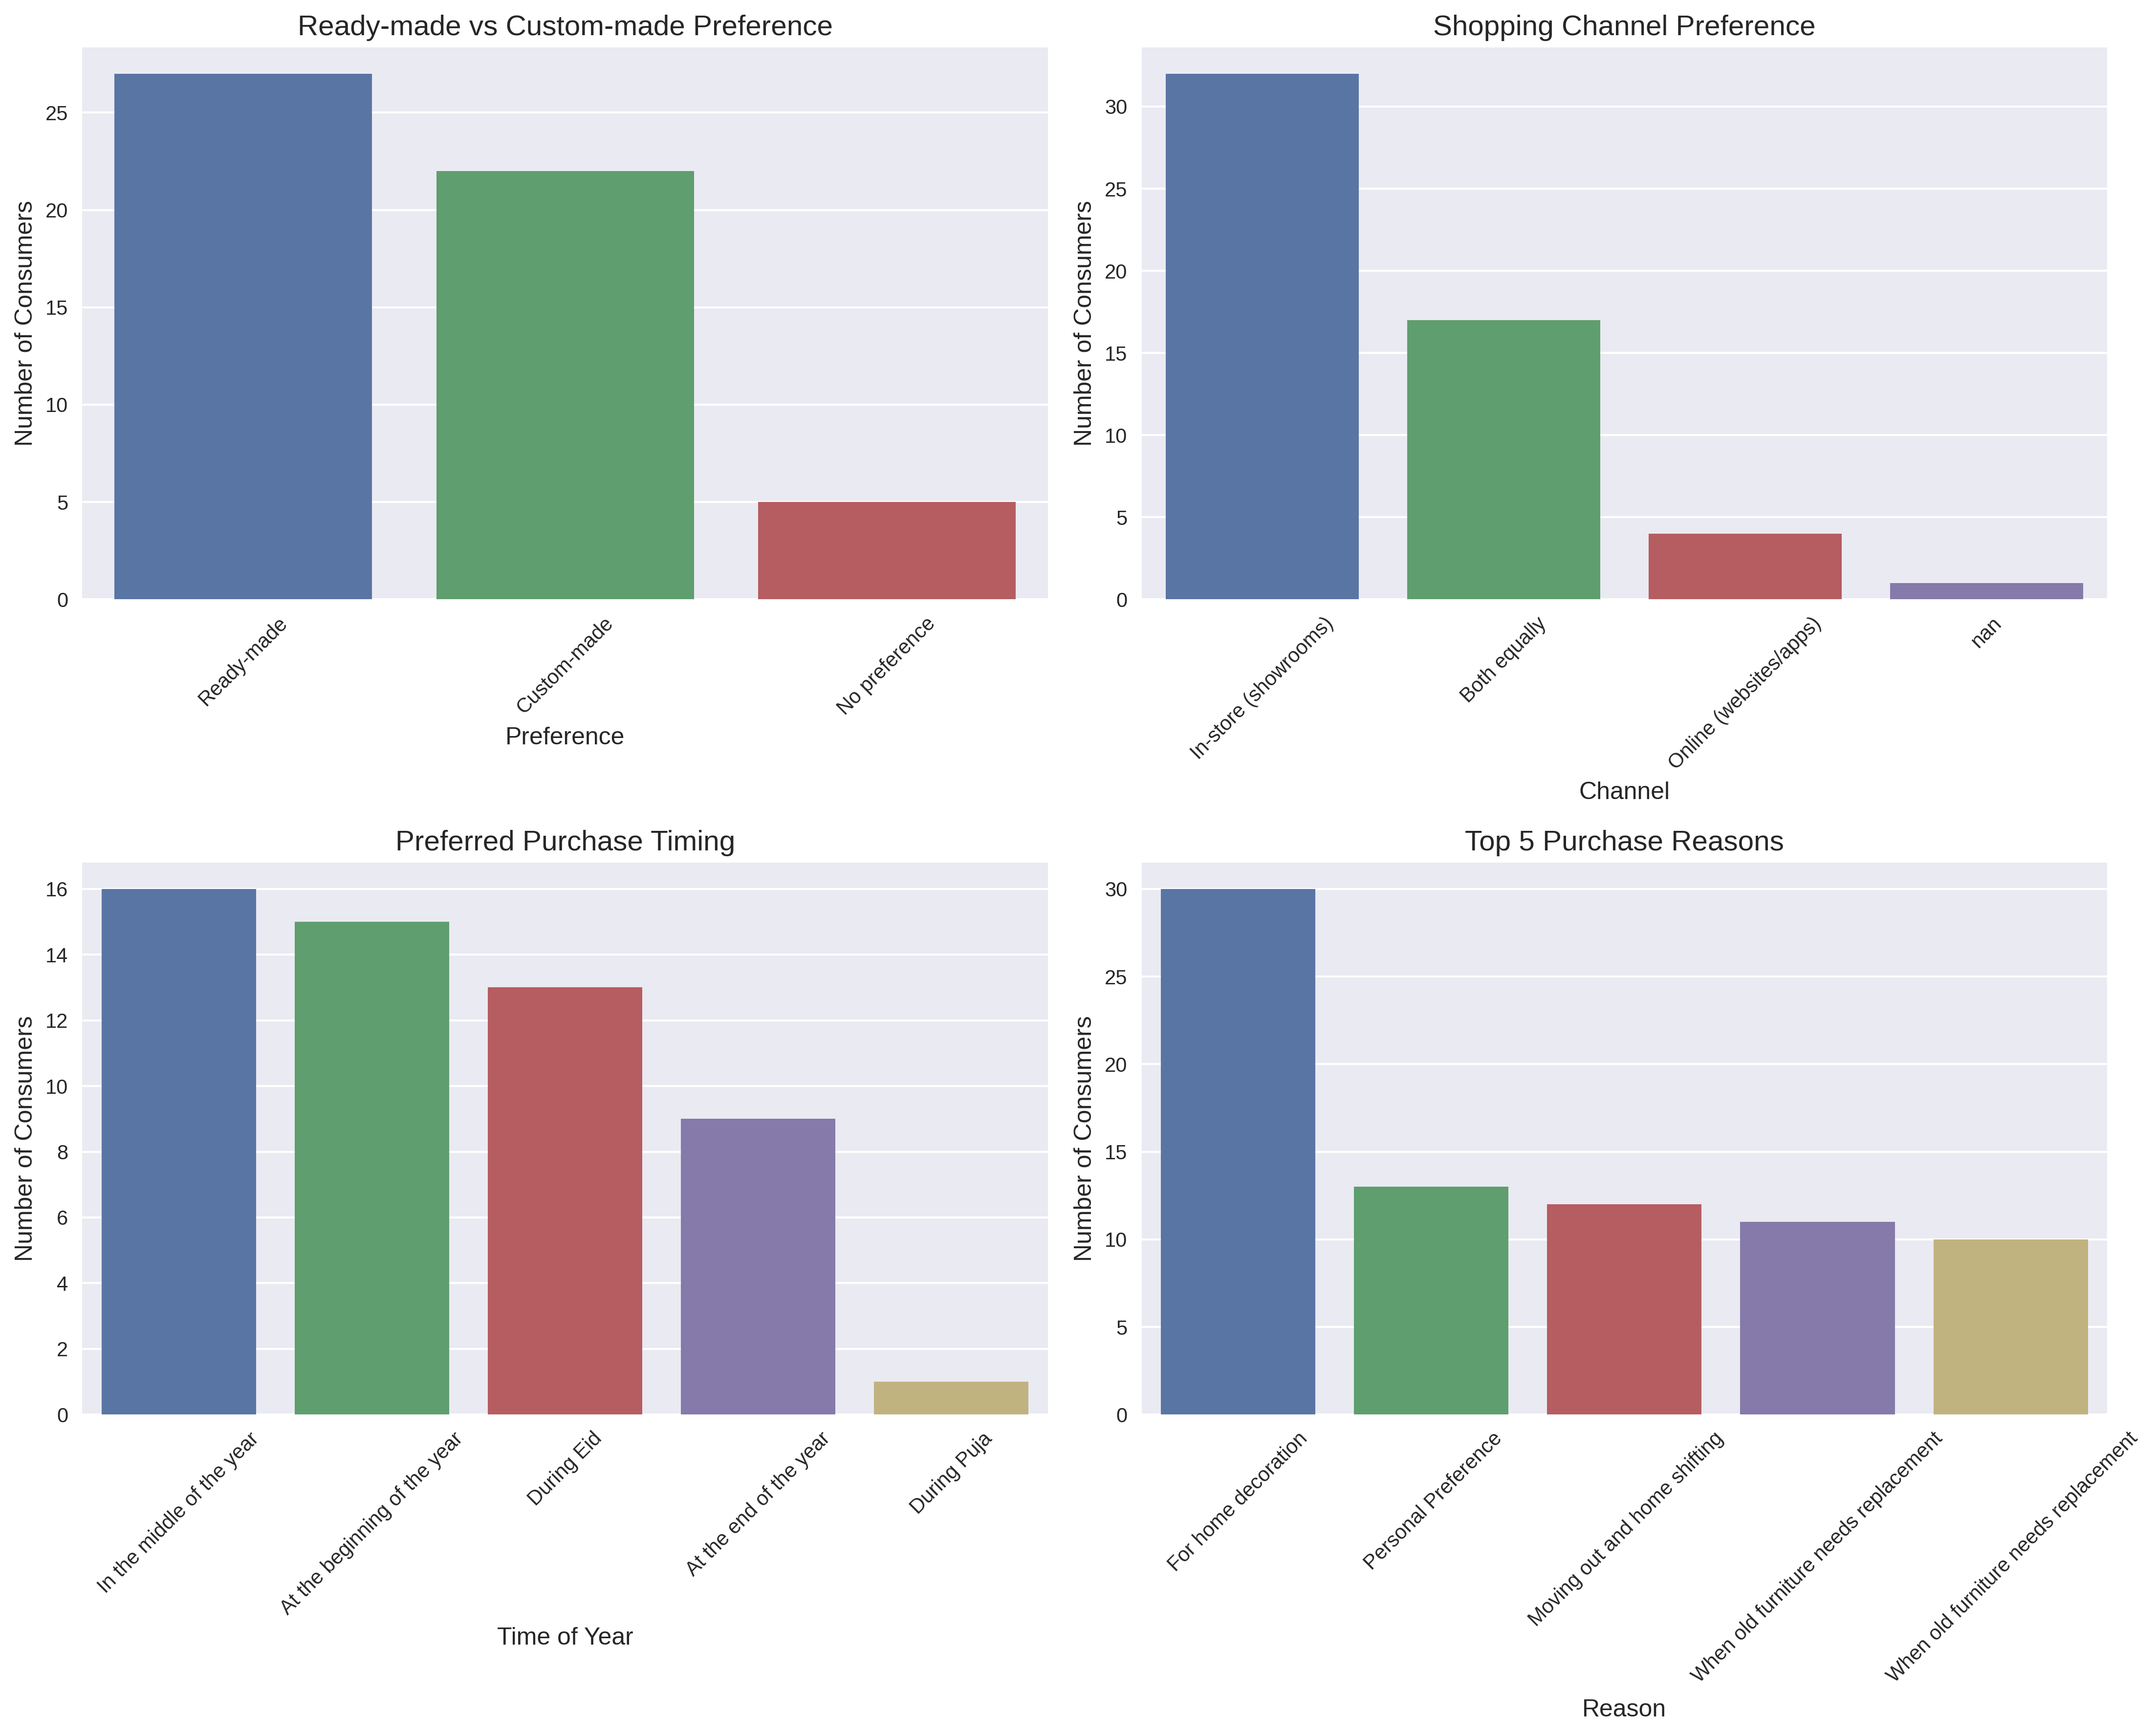 Ready-made vs Custom-made Preference
Number of Consumers
25
20
15
10
5
0
Ready-made
Custom-made
No preference
Preference
Shopping Channel Preference
Number of Consumers
30
25
20
15
10
5
0
In-store (showrooms)
Both equally
Online (websites/apps)
nan
Channel
Preferred Purchase Timing
Number of Consumers
16
14
12
10
8
6
4
2
0
In the middle of the year
At the beginning of the year
During Eid
At the end of the year
During Puja
Time of Year
Top 5 Purchase Reasons
Number of Consumers
30
25
20
15
10
5
0
For home decoration
Personal Preference
Moving out and home shifting
When old furniture needs replacement
When old furniture needs replacement
Reason